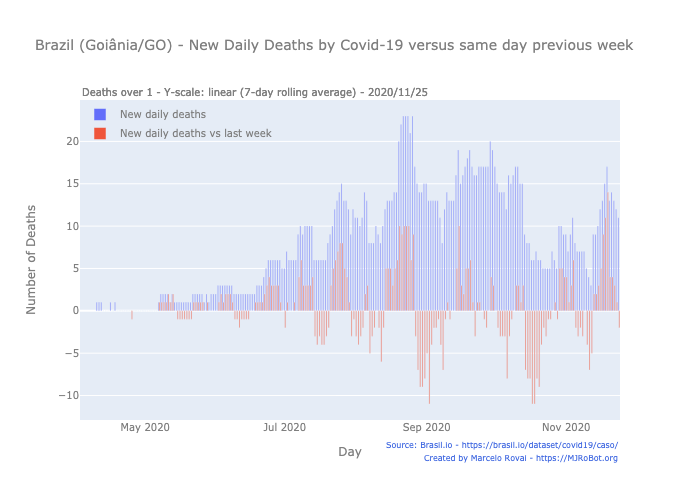 Brazil (Goiânia/GO) - New Daily Deaths by Covid-19 versus same day previous week
Deaths over 1 - Y-scale: linear (7-day rolling average) - 2020/11/25
New daily deaths
New daily deaths vs last week
Number of Deaths
20
15
10
5
0
−5
−10
May 2020
Jul 2020
Sep 2020
Nov 2020
Day
Source: Brasil.io - https://brasil.io/dataset/covid19/caso/
Created by Marcelo Rovai - https://MJRoBot.org